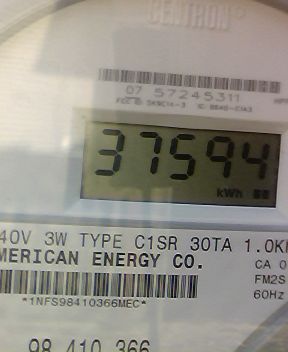 CENTRON
07 57245311
37594
kWh
40V 3W TYPE C1SR 30TA 1.0K
MERICAN ENERGY CO.
CA 0
FM2S
60Hz
*1NFS98410366MEC*
98 410 366